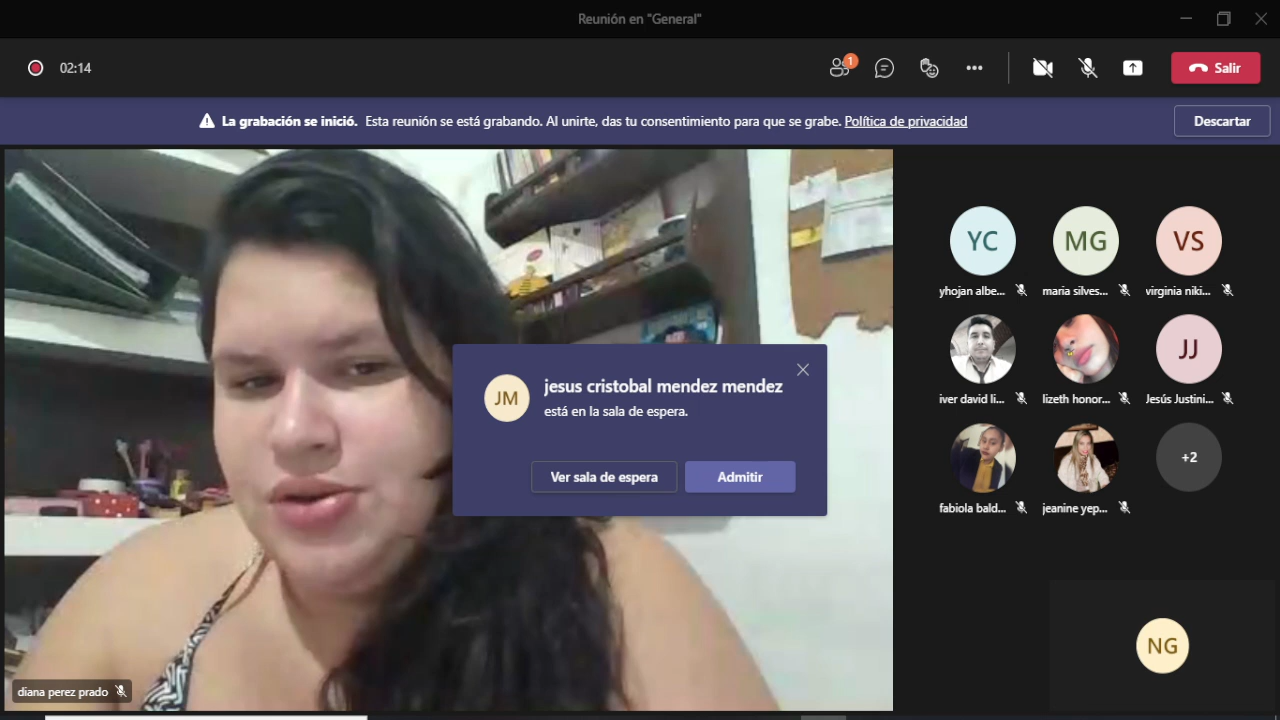 Reunión en "General"
02:14
1
Salir
La grabación se inició. Esta reunión se está grabando. Al unirte, das tu consentimiento para que se grabe. Política de privacidad
Descartar
YC
MG
VS
yhojan albe...
maria silves...
virginia niki...
JJ
iver david li...
lizeth honor...
Jesús Justini...
JM
jesus cristobal mendez mendez
está en la sala de espera.
Ver sala de espera
Admitir
+2
fabiola bald...
jeanine yep...
NG
diana perez prado